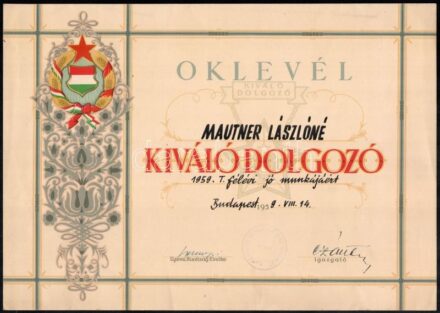 OKLEVÉL
KIVÁLÓ
DOLGOZÓ
MAUTNER LÁSZLÓNÉ
KIVÁLÓ DOLGOZÓ
1959. I. félévi jó munkájáért
Budapest, 1959. VIII. 14.
Igazgató